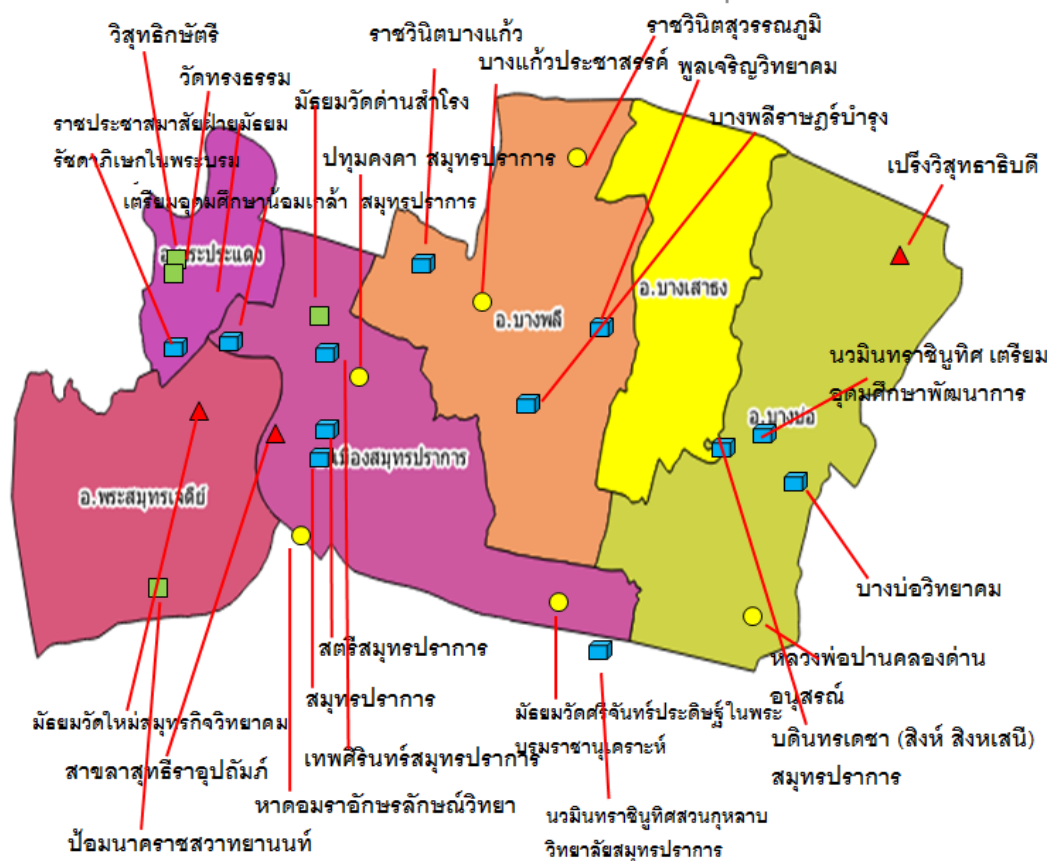 วิสุทธิกษัตรี
วัดทรงธรรม
ราชประชาสมาสัยฝ่ายมัธยม
รัชดาภิเษกในพระบรม
เตรียมอุดมศึกษาน้อมเกล้า สมุทรปราการ
ราชวินิตบางแก้ว
บางแก้วประชาสรรค์
มัธยมวัดด่านสำโรง
ปทุมคงคา สมุทรปราการ
ราชวินิตสุวรรณภูมิ
พูลเจริญวิทยาคม
บางพลีราษฎร์บำรุง
เปร็งวิสุทธาธิบดี
อ.พระประแดง
อ.บางพลี
อ.บางเสาธง
นวมินทราชินูทิศ เตรียม
อุดมศึกษาพัฒนาการ
อ.บางบ่อ
เมืองสมุทรปราการ
อ.พระสมุทรเจดีย์
บางบ่อวิทยาคม
สตรีสมุทรปราการ
สมุทรปราการ
เทพศิรินทร์สมุทรปราการ
หลวงพ่อปานคลองด่าน
อนุสรณ์
มัธยมวัดใหม่สมุทรกิจวิทยาคม
สาขลาสุทธีราอุปถัมภ์
หาดอมราอักษรลักษณ์วิทยา
ป้อมนาคราชสวาทยานนท์
มัธยมวัดศรีจันทร์ประดิษฐ์ในพระ
บรมราชานุเคราะห์
บดินทรเดชา (สิงห์ สิงหเสนี)
สมุทรปราการ
นวมินทราชินูทิศสวนกุหลาบ
วิทยาลัยสมุทรปราการ